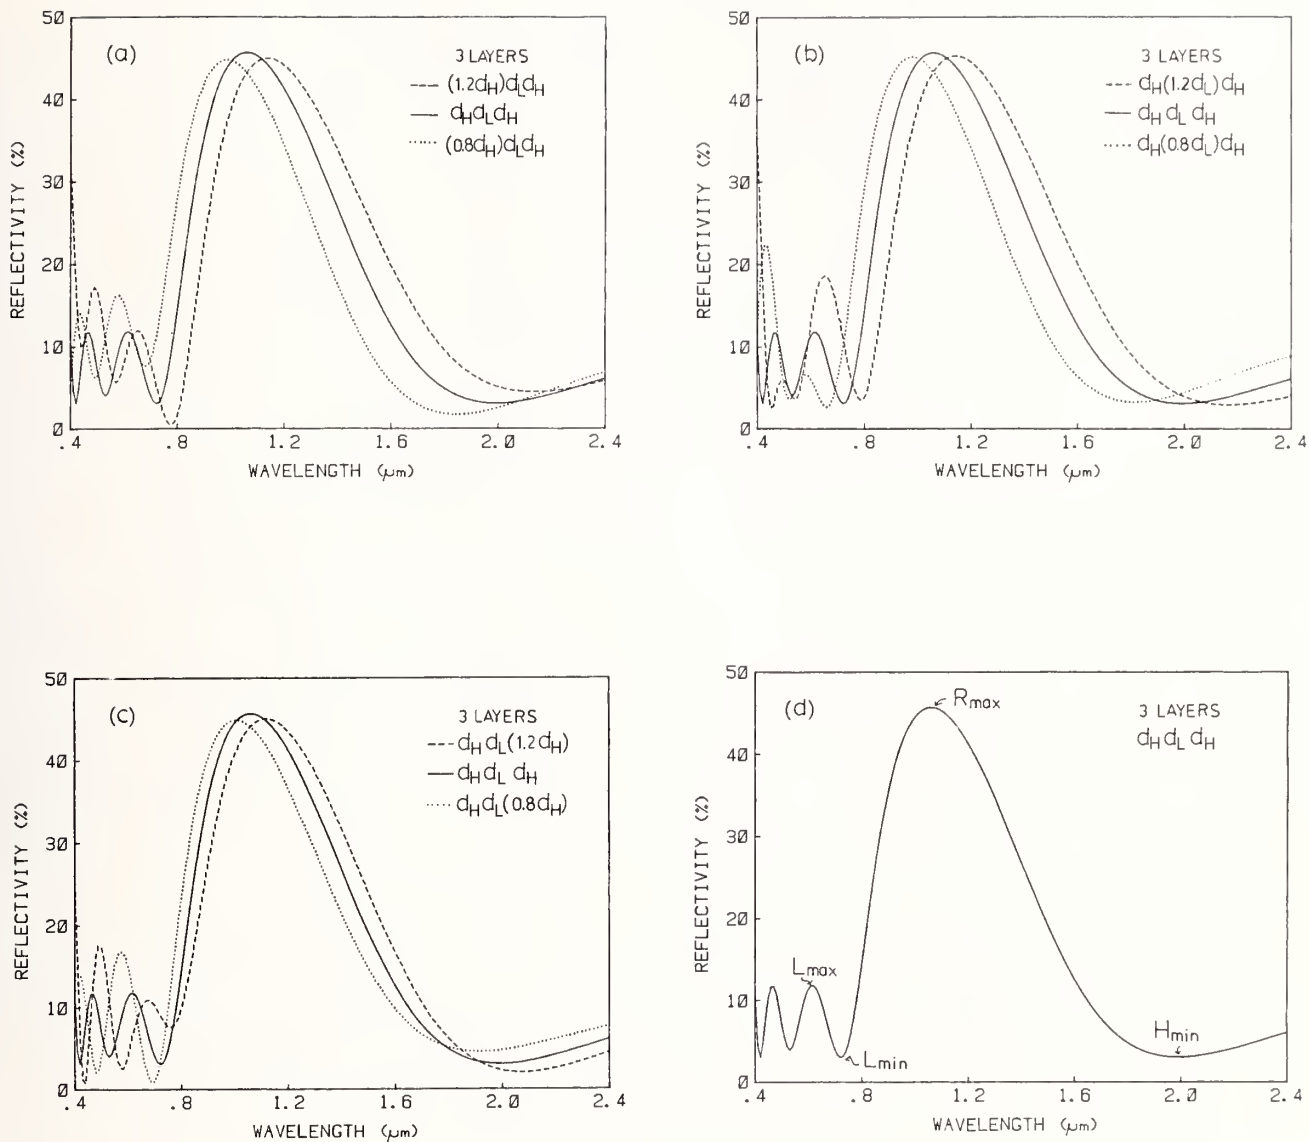 (a)
3 LAYERS
(1.2dH)dLdH
dHdLdH
(0.8dH)dLdH
50
40
30
20
10
0
REFLECTIVITY (%)
.4 .8 1.2 1.6 2.0 2.4
WAVELENGTH (μm)
(b)
3 LAYERS
dH(1.2dL)dH
dHdL dH
dH(0.8dL)dH
50
40
30
20
10
0
REFLECTIVITY (%)
.4 .8 1.2 1.6 2.0 2.4
WAVELENGTH (μm)
(c)
3 LAYERS
dH dL(1.2dH)
dH dL dH
dH dL(0.8dH)
50
40
30
20
10
0
REFLECTIVITY (%)
.4 .8 1.2 1.6 2.0 2.4
WAVELENGTH (μm)
(d)
3 LAYERS
dH dL dH
Rmax
Lmax
Lmin
Hmin
50
40
30
20
10
0
REFLECTIVITY (%)
.4 .8 1.2 1.6 2.0 2.4
WAVELENGTH (μm)